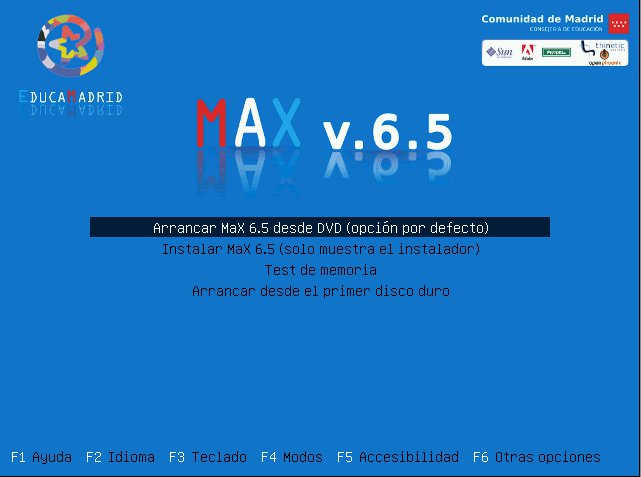 Comunidad de Madrid
CONSEJERÍA DE EDUCACIÓN
Sun
Adobe
thinetic
openphoenix
EDUCAMADRID
MAX v.6.5
Arrancar MaX 6.5 desde DVD (opción por defecto)
Instalar MaX 6.5 (solo muestra el instalador)
Test de memoria
Arrancar desde el primer disco duro
F1 Ayuda F2 Idioma F3 Teclado F4 Modos F5 Accesibilidad F6 Otras opciones